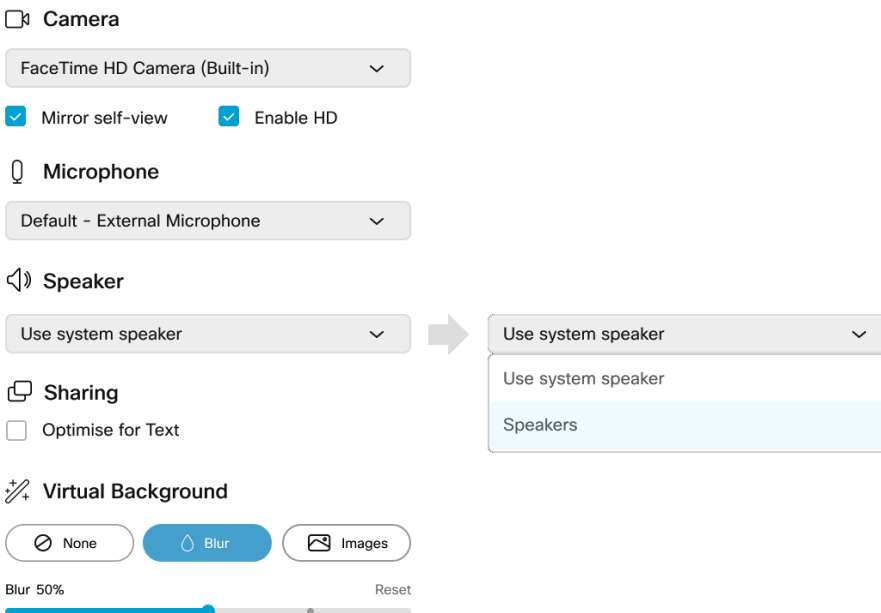 Camera
FaceTime HD Camera (Built-in)
Mirror self-view Enable HD
Microphone
Default - External Microphone
Speaker
Use system speaker
Use system speaker
Use system speaker
Speakers
Sharing
Optimise for Text
Virtual Background
None Blur Images
Blur 50% Reset